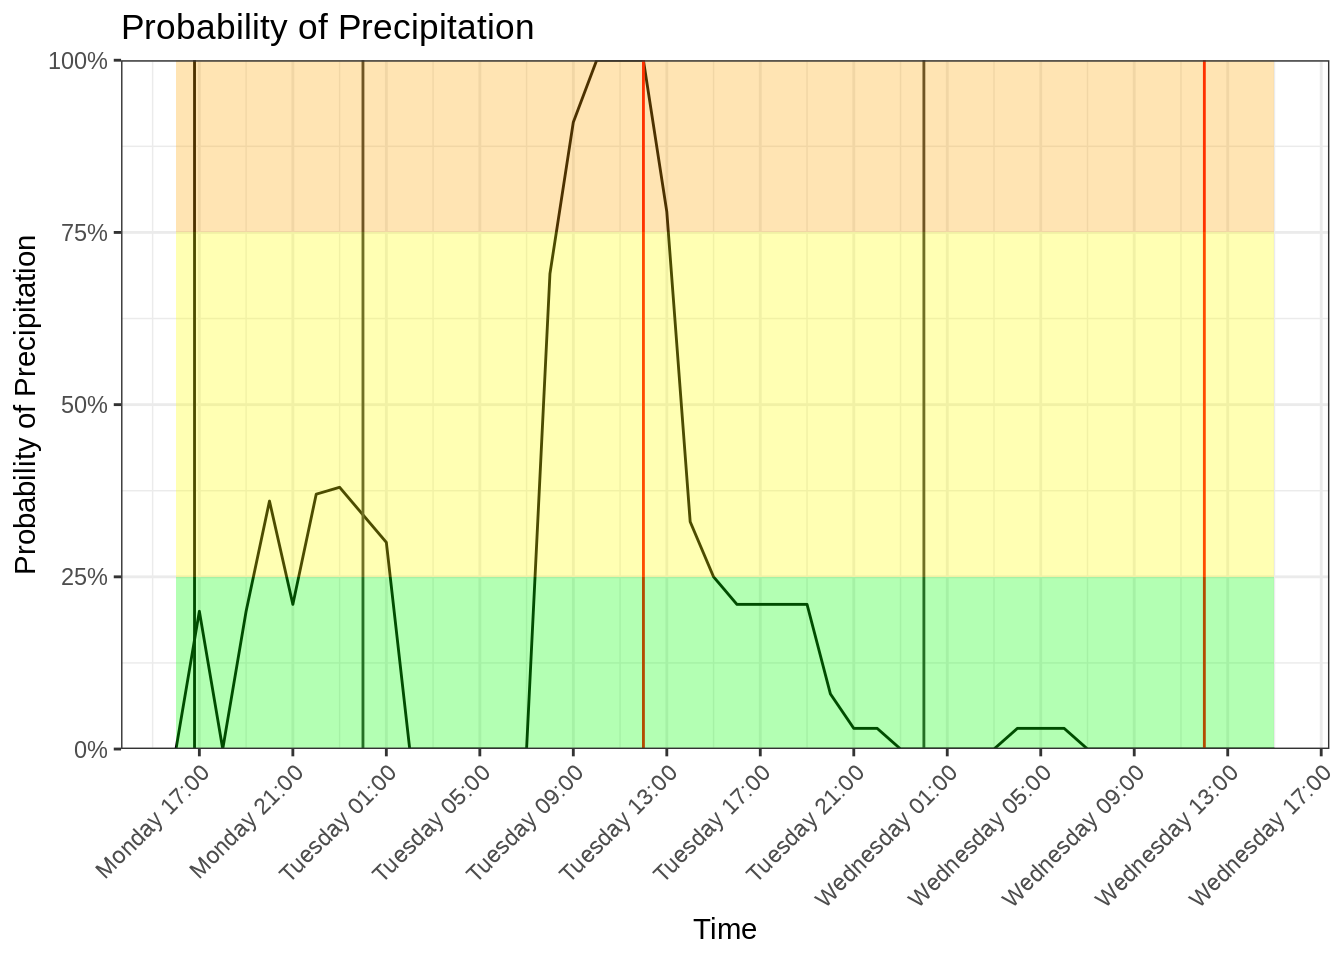 Probability of Precipitation
Probability of Precipitation
100%
75%
50%
25%
0%
Monday 17:00
Monday 21:00
Tuesday 01:00
Tuesday 05:00
Tuesday 09:00
Tuesday 13:00
Tuesday 17:00
Tuesday 21:00
Wednesday 01:00
Wednesday 05:00
Wednesday 09:00
Wednesday 13:00
Wednesday 17:00
Time